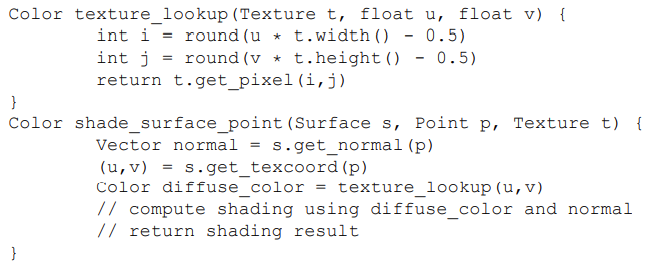 Color texture_lookup(Texture t, float u, float v) {
int i = round(u * t.width() - 0.5)
int j = round(v * t.height() - 0.5)
return t.get_pixel(i,j)
}
Color shade_surface_point(Surface s, Point p, Texture t) {
Vector normal = s.get_normal(p)
(u,v) = s.get_texcoord(p)
Color diffuse_color = texture_lookup(u,v)
// compute shading using diffuse_color and normal
// return shading result
}